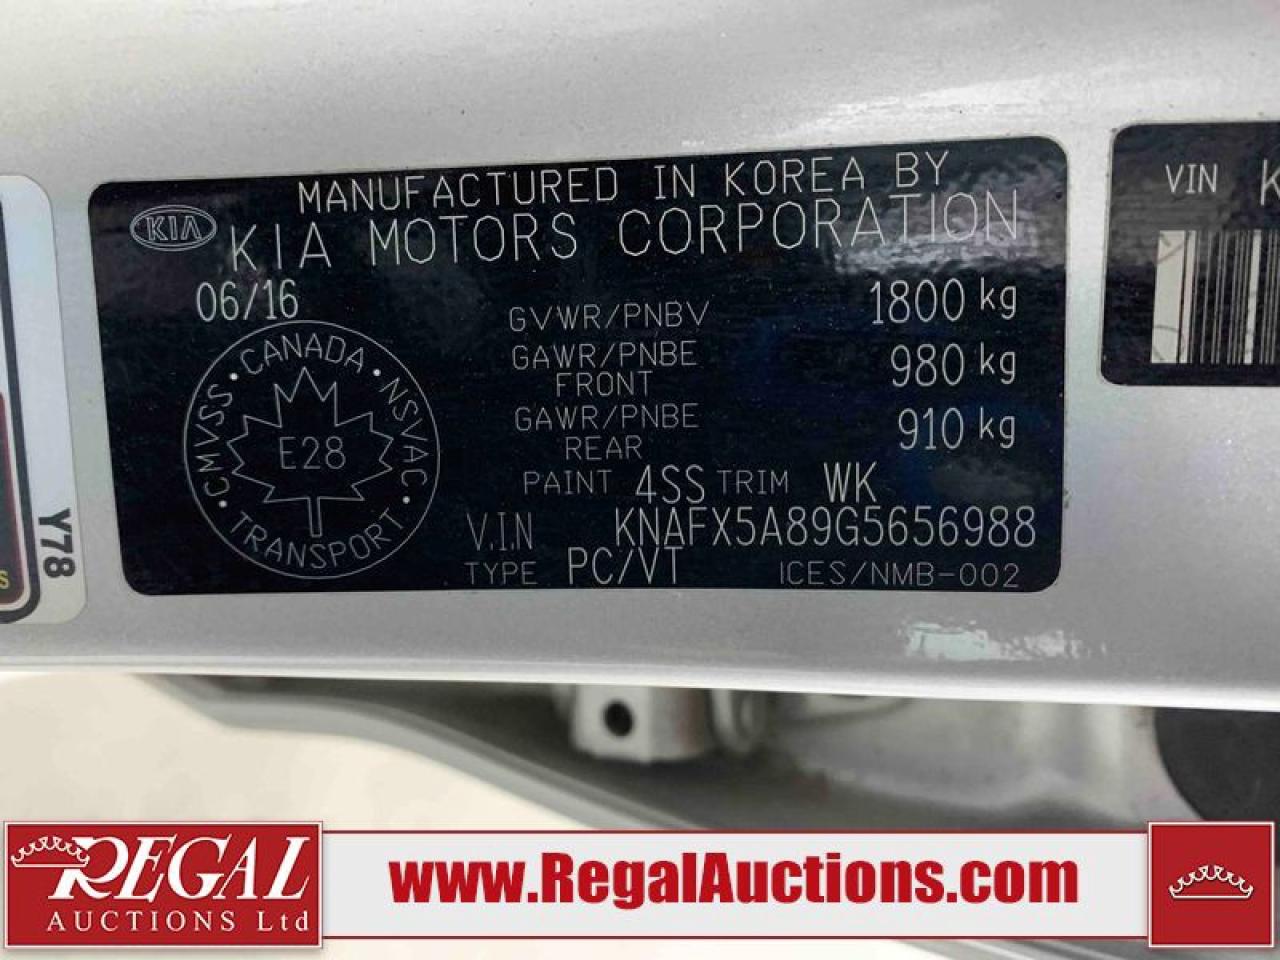 MANUFACTURED IN KOREA BY
KIA KIA MOTORS CORPORATION
06/16
GVWR/PNBV 1800 kg
GAWR/PNBE FRONT 980 kg
GAWR/PNBE REAR 910 kg
PAINT 4SS TRIM WK
V.I.N KNAFX5A89G5656988
TYPE PC/VT ICES/NMB-002
CMVSS • CANADA • NSVAC • TRANSPORT •
E28
VIN
Y78
REGAL
AUCTIONS Ltd
www.RegalAuctions.com